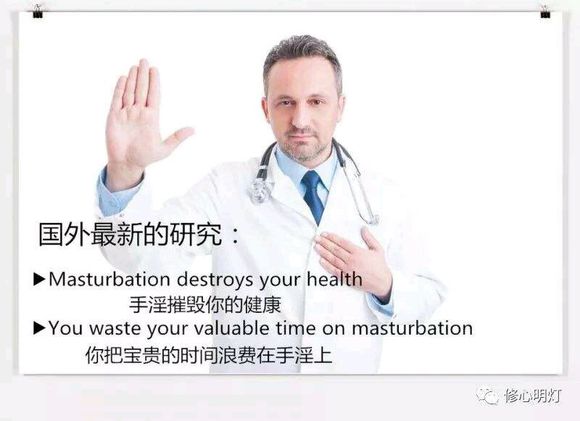 国外最新的研究：
▶Masturbation destroys your health
手淫摧毁你的健康
▶You waste your valuable time on masturbation
你把宝贵的时间浪费在手淫上
修心明灯